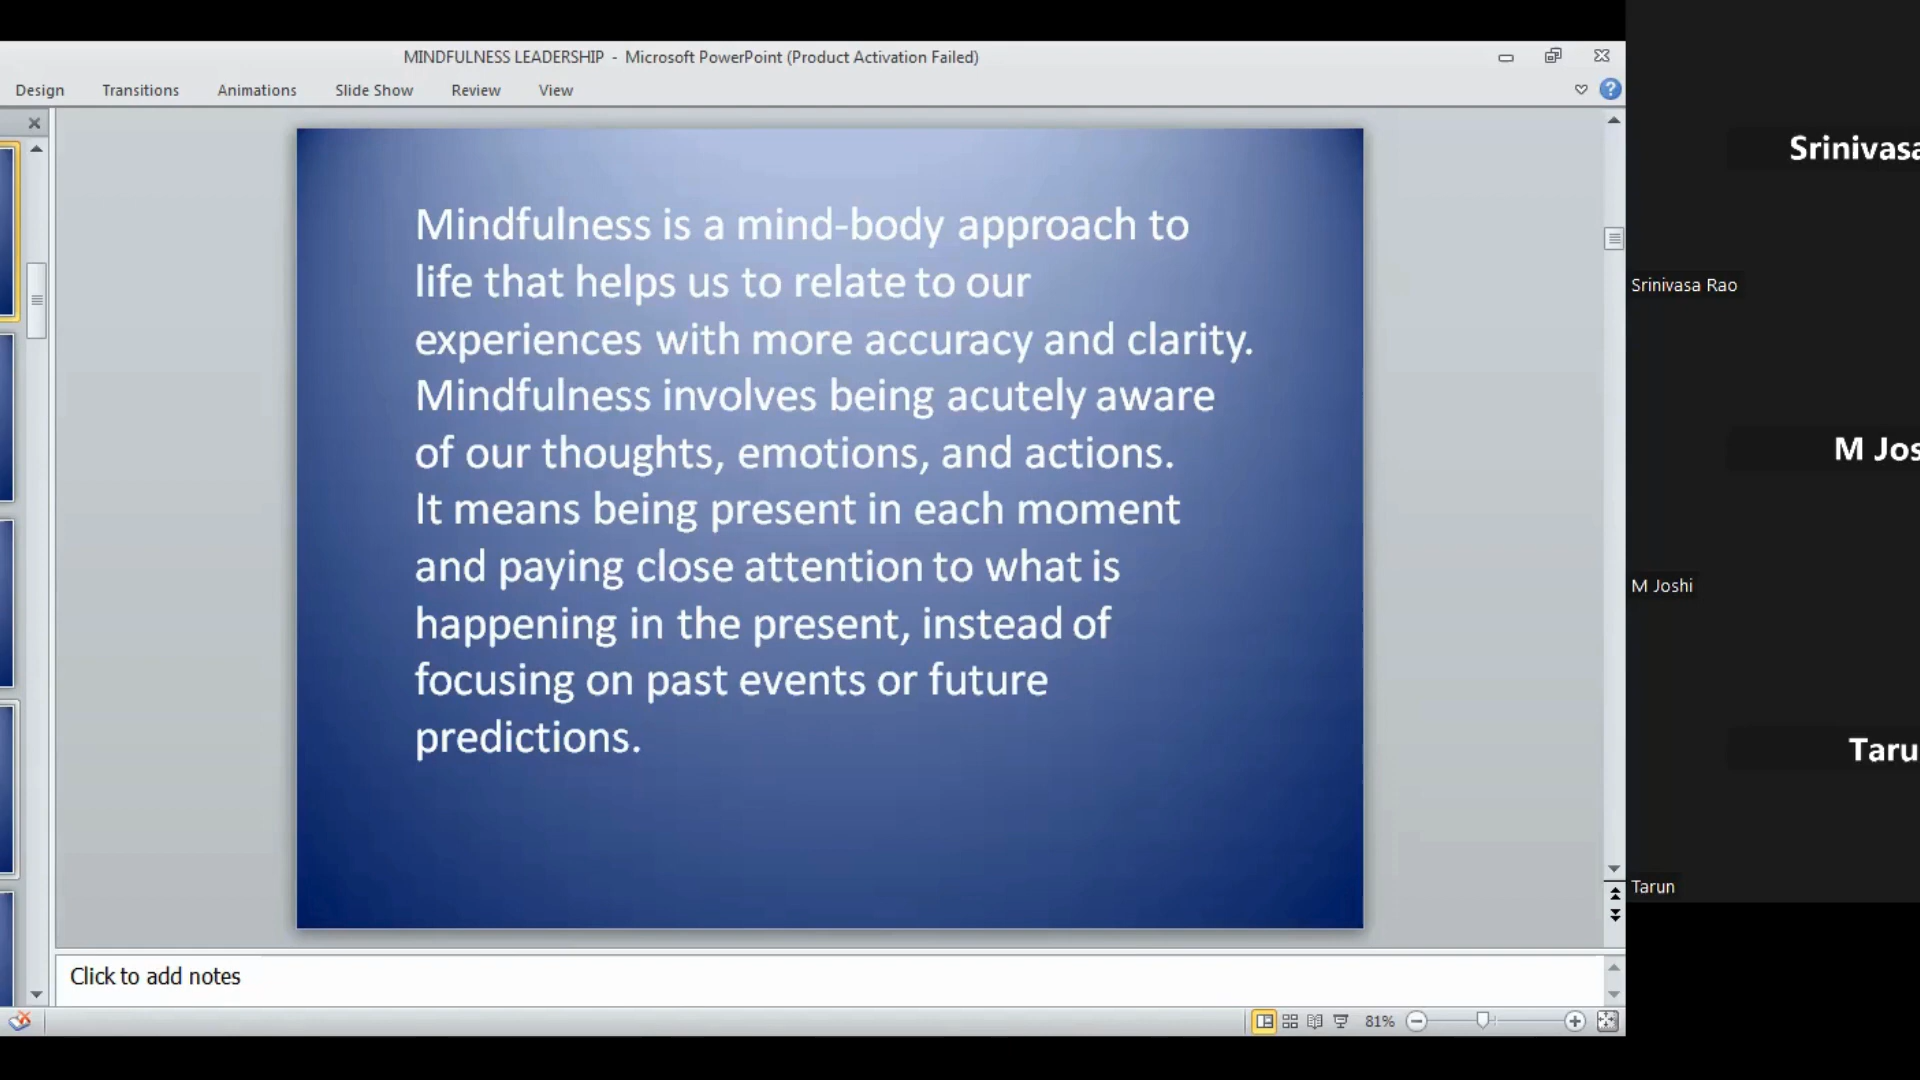 MINDFULNESS LEADERSHIP - Microsoft PowerPoint (Product Activation Failed)
Design Transitions Animations Slide Show Review View
Mindfulness is a mind-body approach to
life that helps us to relate to our
experiences with more accuracy and clarity.
Mindfulness involves being acutely aware
of our thoughts, emotions, and actions.
It means being present in each moment
and paying close attention to what is
happening in the present, instead of
focusing on past events or future
predictions.
Click to add notes
81%
Srinivasa
Srinivasa Rao
M Jos
M Joshi
Taru
Tarun